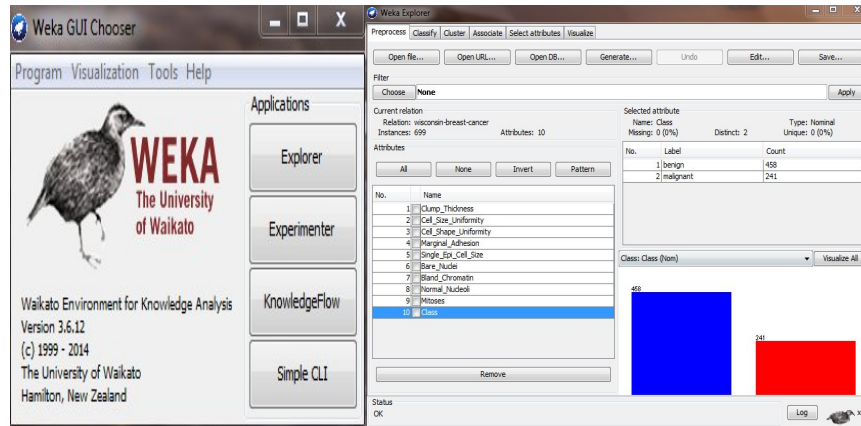 Weka GUI Chooser
Program Visualization Tools Help
WEKA
The University
of Waikato
Waikato Environment for Knowledge Analysis
Version 3.6.12
(c) 1999 - 2014
The University of Waikato
Hamilton, New Zealand
Applications
Explorer
Experimenter
KnowledgeFlow
Simple CLI
Weka Explorer
Preprocess Classify Cluster Associate Select attributes Visualize
Open file... Open URL... Open DB... Generate... Undo Edit... Save...
Filter
Choose None Apply
Current relation
Relation: wisconsin-breast-cancer
Instances: 699 Attributes: 10
Attributes
All None Invert Pattern
No. Name
1 Clump_Thickness
2 Cell_Size_Uniformity
3 Cell_Shape_Uniformity
4 Marginal_Adhesion
5 Single_Epi_Cell_Size
6 Bare_Nuclei
7 Bland_Chromatin
8 Normal_Nucleoli
9 Mitoses
10 Class
Remove
Selected attribute
Name: Class Type: Nominal
Missing: 0 (0%) Distinct: 2 Unique: 0 (0%)
No. Label Count
1 benign 458
2 malignant 241
Class: Class (Nom) Visualize All
458
241
Status
OK
Log x